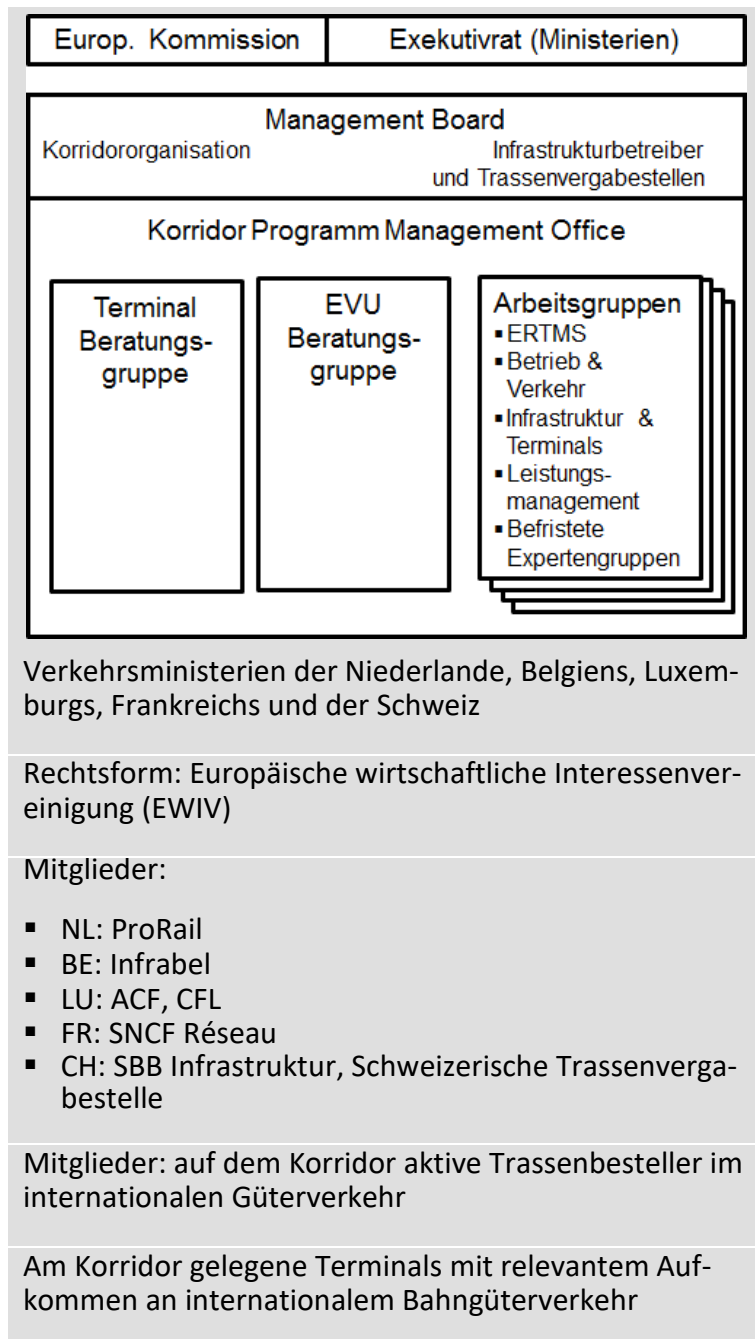 Europ. Kommission
Exekutivrat (Ministerien)
Management Board
Korridororganisation
Infrastrukturbetreiber
und Trassenvergabestellen
Korridor Programm Management Office
Terminal
Beratungs-
gruppe
EVU
Beratungs-
gruppe
Arbeitsgruppen
▪ ERTMS
▪ Betrieb &
Verkehr
▪ Infrastruktur &
Terminals
▪ Leistungs-
management
▪ Befristete
Expertengruppen
Verkehrsministerien der Niederlande, Belgiens, Luxem-
burgs, Frankreichs und der Schweiz
Rechtsform: Europäische wirtschaftliche Interessenver-
einigung (EWIV)
Mitglieder:
▪ NL: ProRail
▪ BE: Infrabel
▪ LU: ACF, CFL
▪ FR: SNCF Réseau
▪ CH: SBB Infrastruktur, Schweizerische Trassenverga-
bestelle
Mitglieder: auf dem Korridor aktive Trassenbesteller im
internationalen Güterverkehr
Am Korridor gelegene Terminals mit relevantem Auf-
kommen an internationalem Bahngüterverkehr